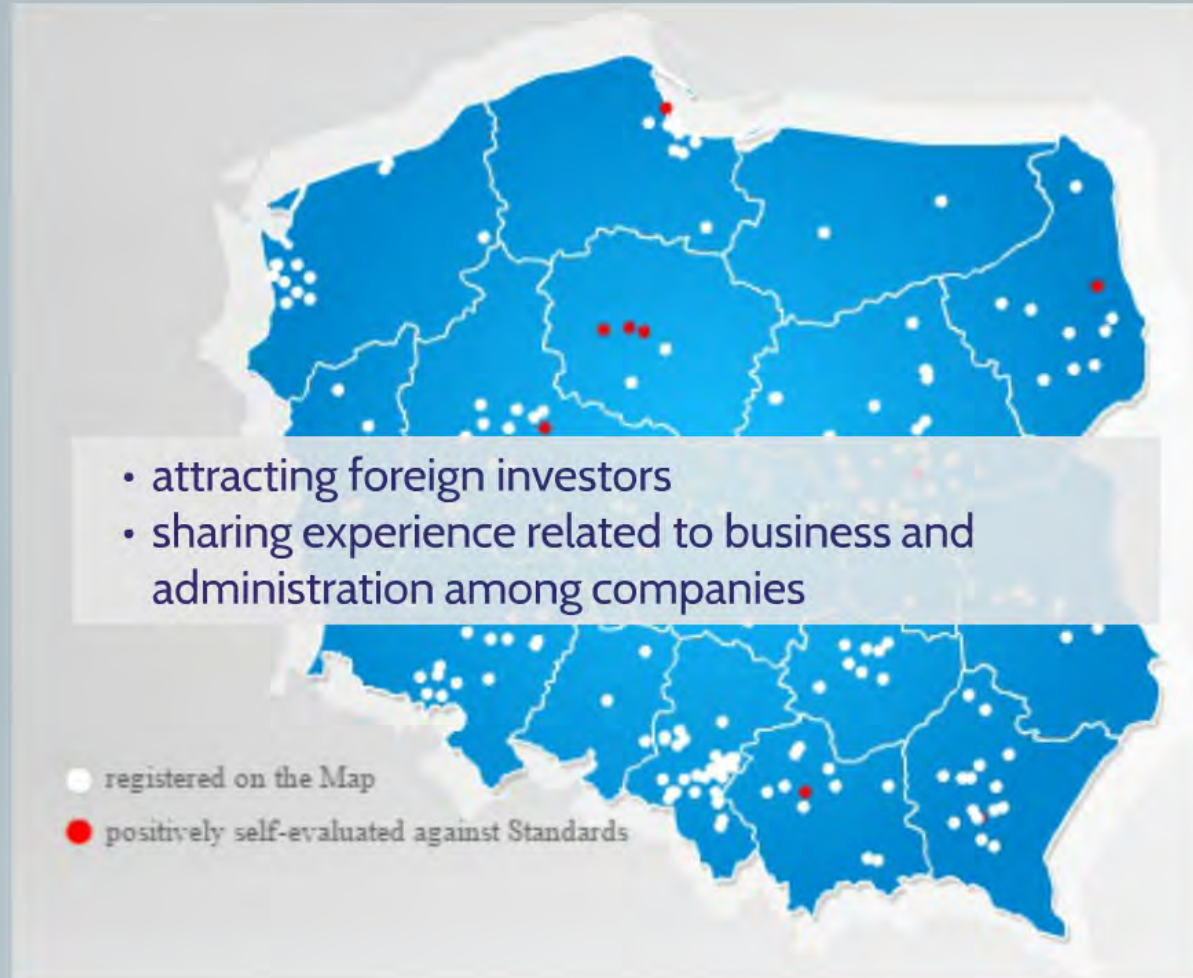 • attracting foreign investors
• sharing experience related to business and
administration among companies
registered on the Map
positively self-evaluated against Standards